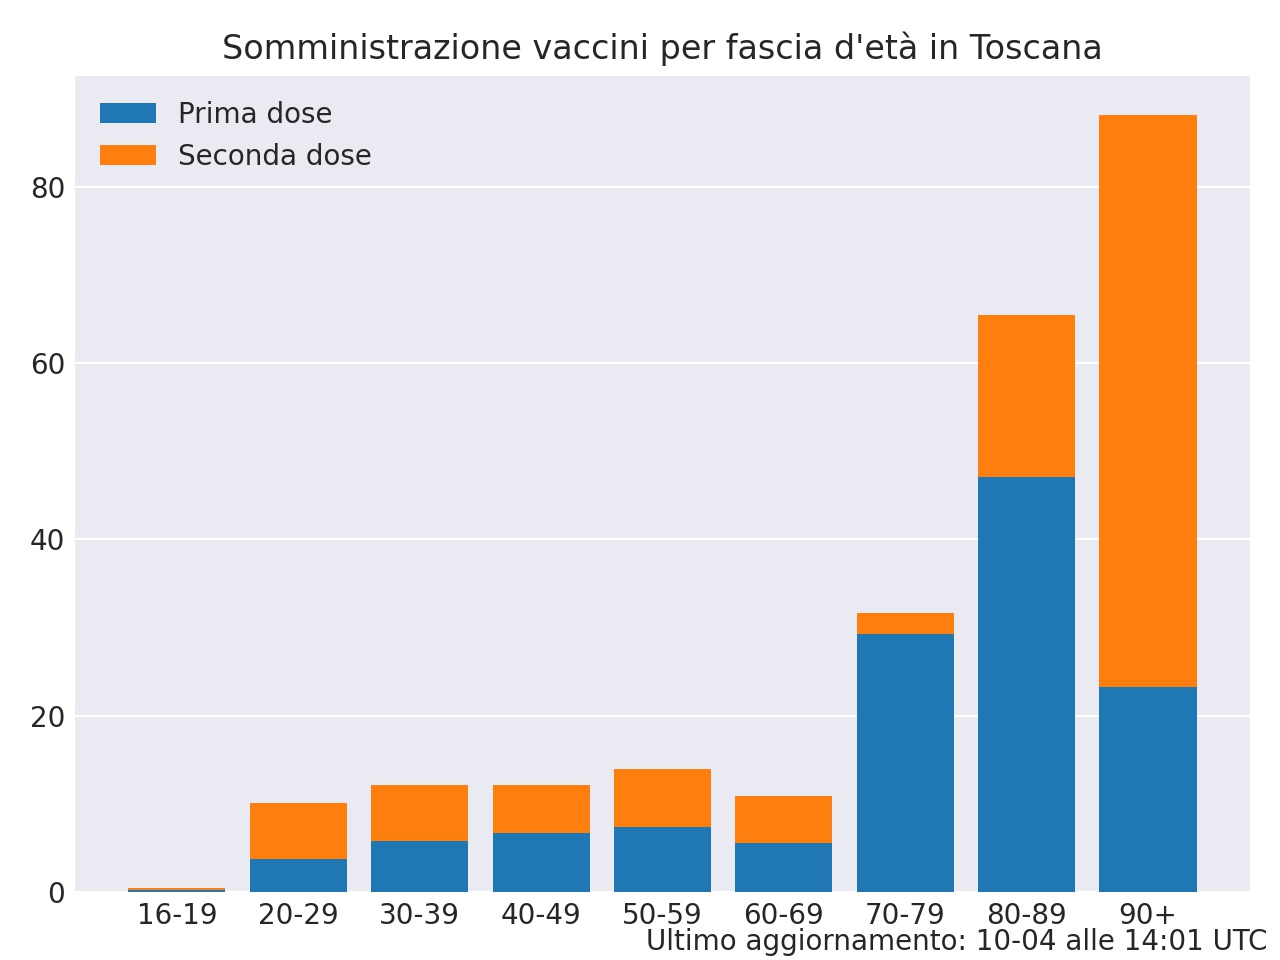 Somministrazione vaccini per fascia d'età in Toscana
Prima dose
Seconda dose
80
60
40
20
0
16-19 20-29 30-39 40-49 50-59 60-69 70-79 80-89 90+
Ultimo aggiornamento: 10-04 alle 14:01 UTC